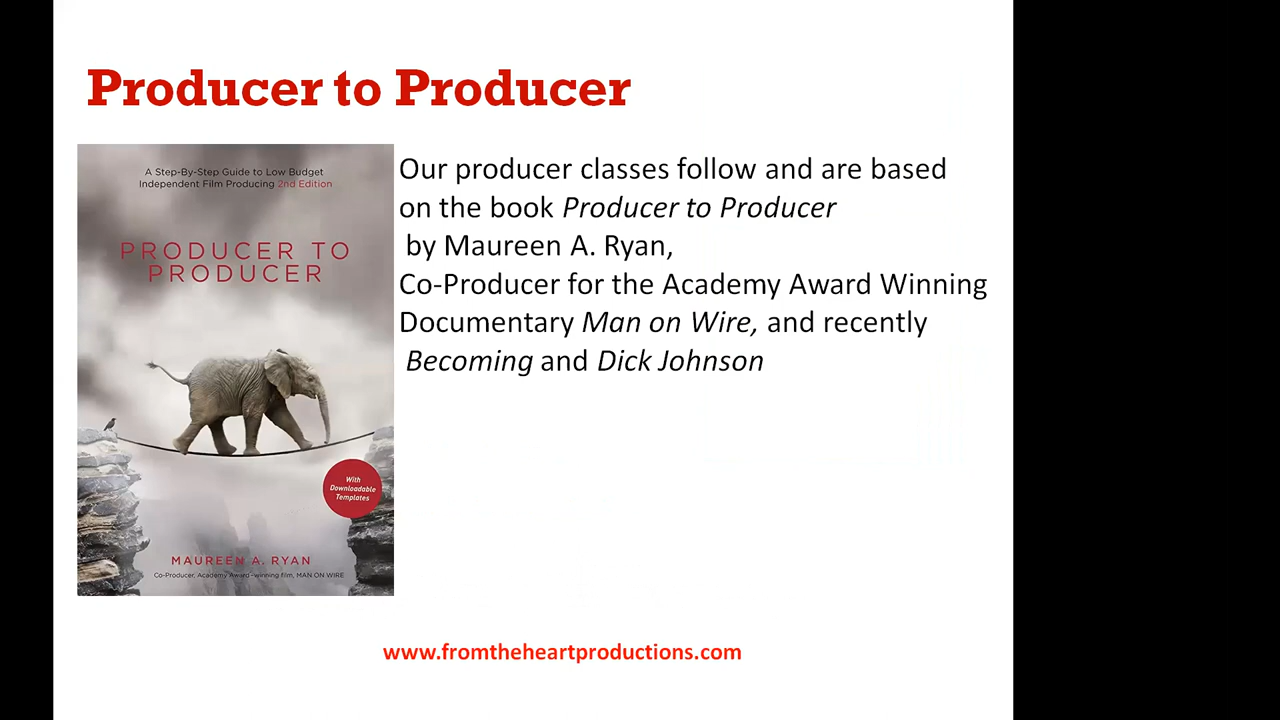 Producer to Producer
A Step-By-Step Guide to Low Budget
Independent Film Producing 2nd Edition
PRODUCER TO
PRODUCER
With
Downloadable
Templates
MAUREEN A. RYAN
Co-Producer, Academy Award-winning film, MAN ON WIRE
Our producer classes follow and are based
on the book Producer to Producer
by Maureen A. Ryan,
Co-Producer for the Academy Award Winning
Documentary Man on Wire, and recently
Becoming and Dick Johnson
www.fromtheheartproductions.com